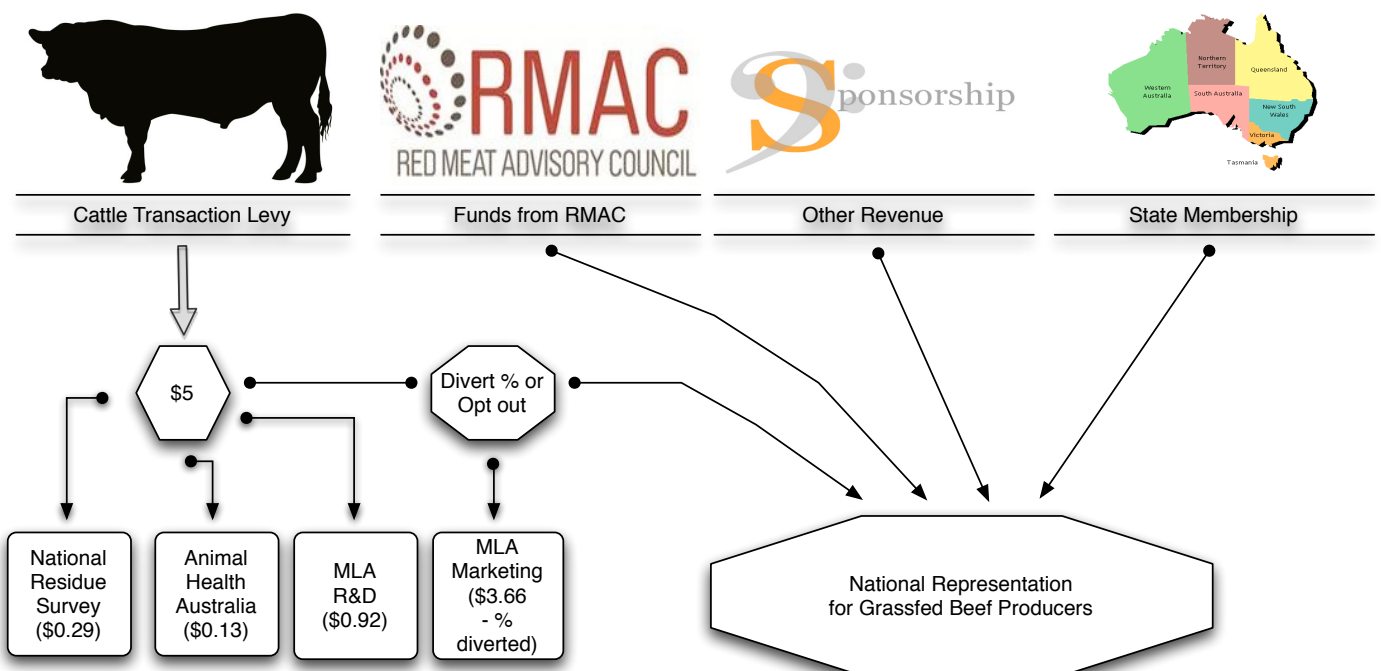 RMAC
RED MEAT ADVISORY COUNCIL
Sponsorship
Western
Australia
Northern
Territory
Queensland
South Australia
New South
Wales
Victoria
Tasmania
Cattle Transaction Levy
Funds from RMAC
Other Revenue
State Membership
$5
Divert % or
Opt out
National
Residue
Survey
($0.29)
Animal
Health
Australia
($0.13)
MLA
R&D
($0.92)
MLA
Marketing
($3.66
- %
diverted)
National Representation
for Grassfed Beef Producers